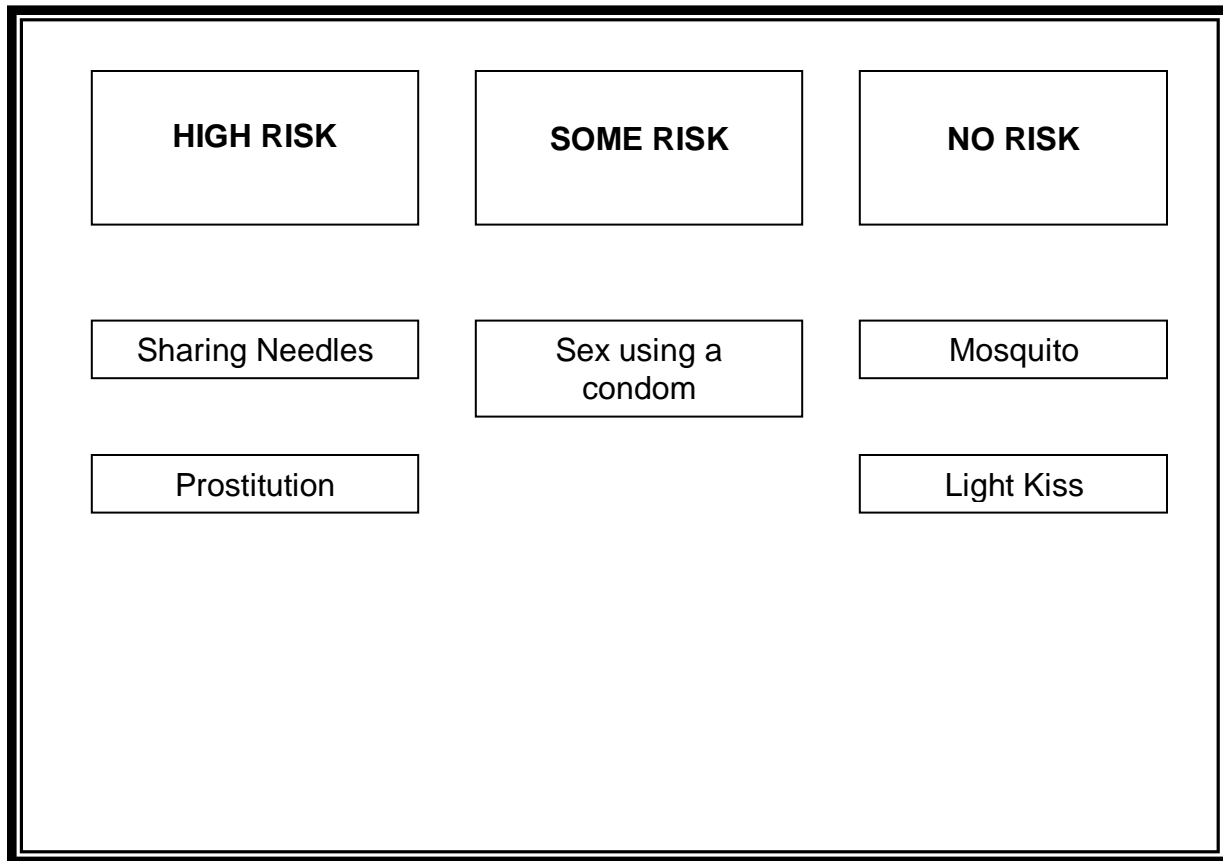 HIGH RISK
SOME RISK
NO RISK
Sharing Needles
Sex using a
condom
Mosquito
Prostitution
Light Kiss